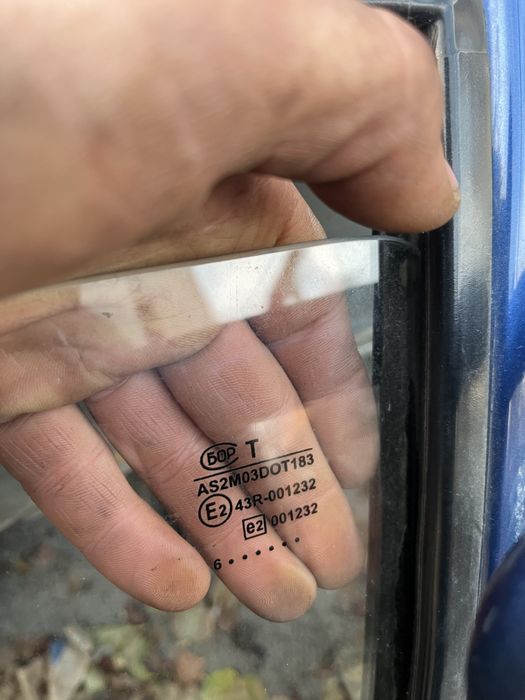 БОР T
AS2M03DOT183
E2 43R-001232
e2 001232
6 . . . . . .